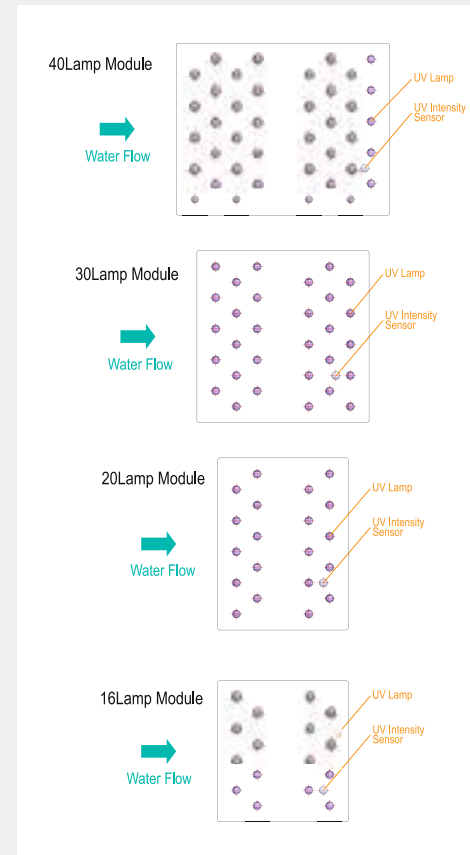 40Lamp Module
UV Lamp
UV Intensity
Sensor
Water Flow
30Lamp Module
UV Lamp
UV Intensity
Sensor
Water Flow
20Lamp Module
UV Lamp
UV Intensity
Sensor
Water Flow
16Lamp Module
UV Lamp
UV Intensity
Sensor
Water Flow